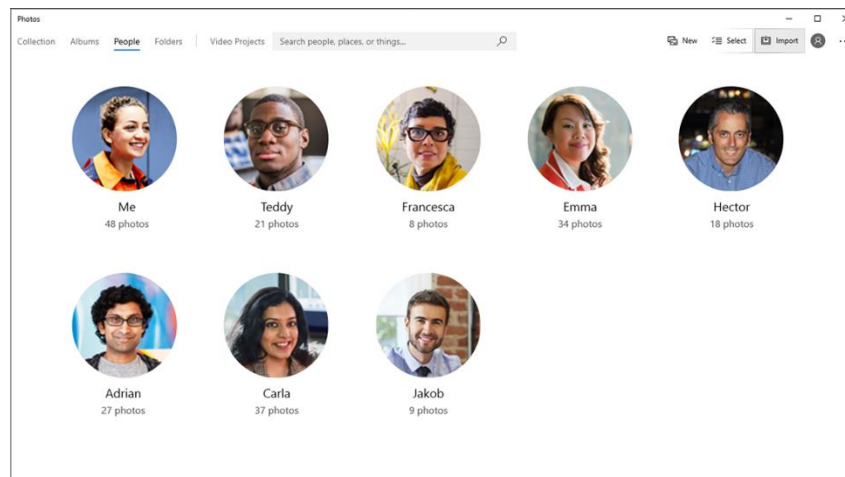 Photos
Collection Albums People Folders Video Projects Search people, places, or things... New Select Import
Me Teddy Francesca Emma Hector
48 photos 21 photos 8 photos 34 photos 18 photos
Adrian Carla Jakob
27 photos 37 photos 9 photos